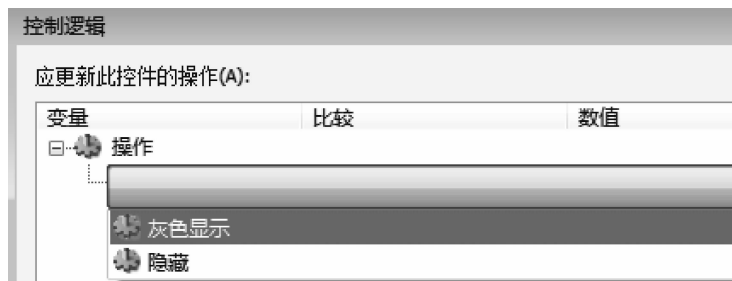 控制逻辑
应更新此控件的操作(A):
变量 比较 数值
操作
灰色显示
隐藏